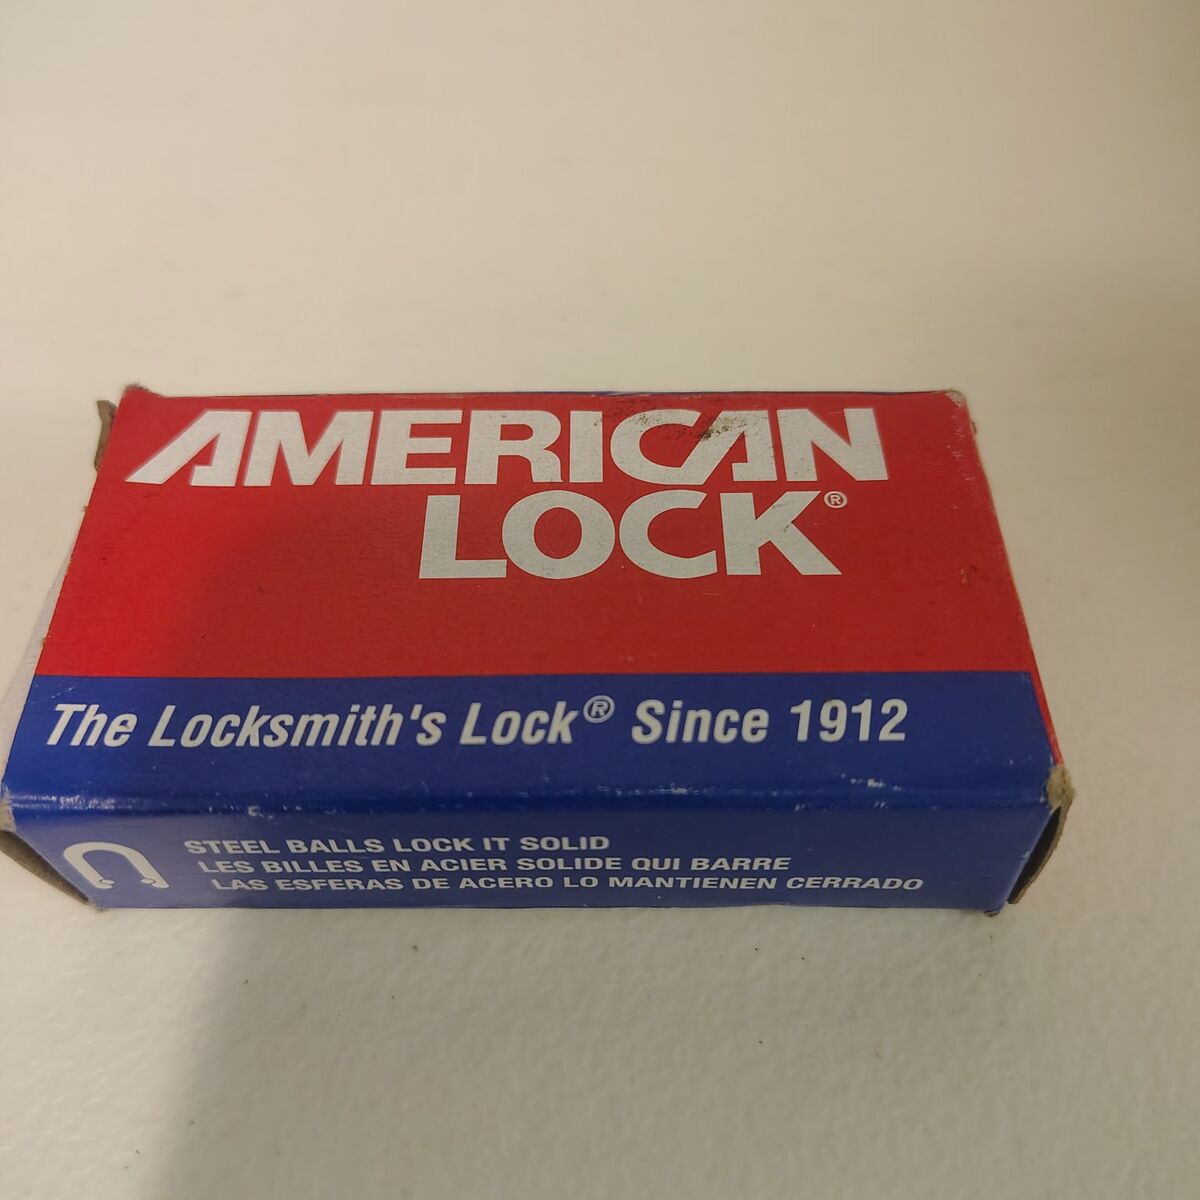 AMERICAN
LOCK®
The Locksmith's Lock® Since 1912
STEEL BALLS LOCK IT SOLID
LES BILLES EN ACIER SOLIDE QUI BARRE
LAS ESFERAS DE ACERO LO MANTIENEN CERRADO